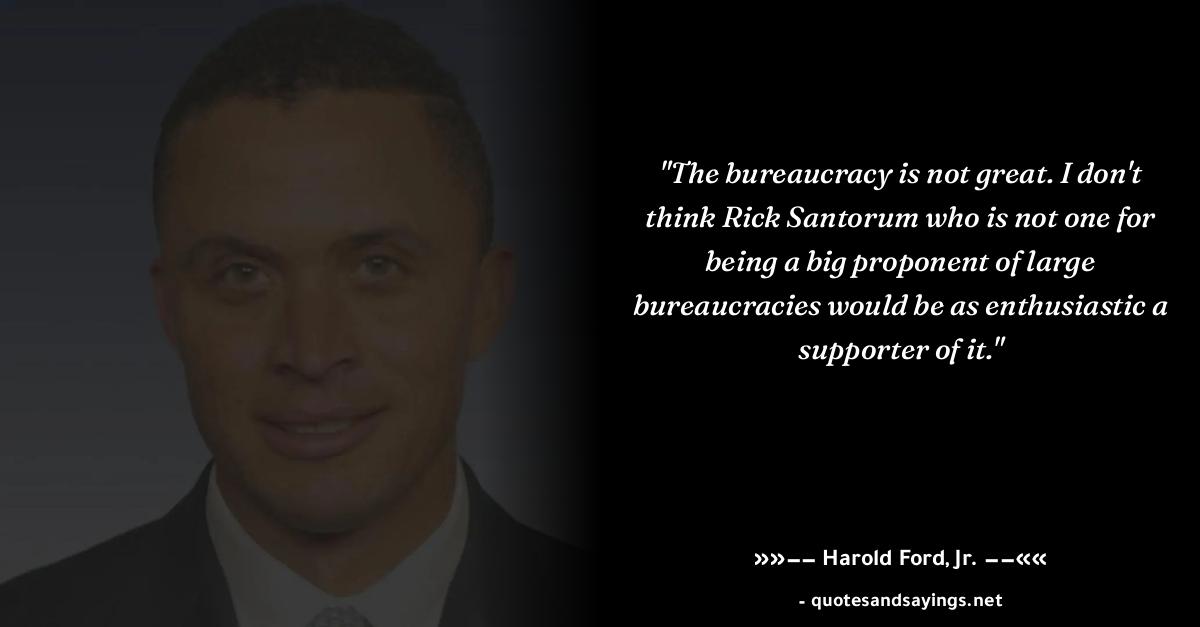 "The bureaucracy is not great. I don't
think Rick Santorum who is not one for
being a big proponent of large
bureaucracies would be as enthusiastic a
supporter of it."
»»–– Harold Ford, Jr. ––««
- quotesandsayings.net